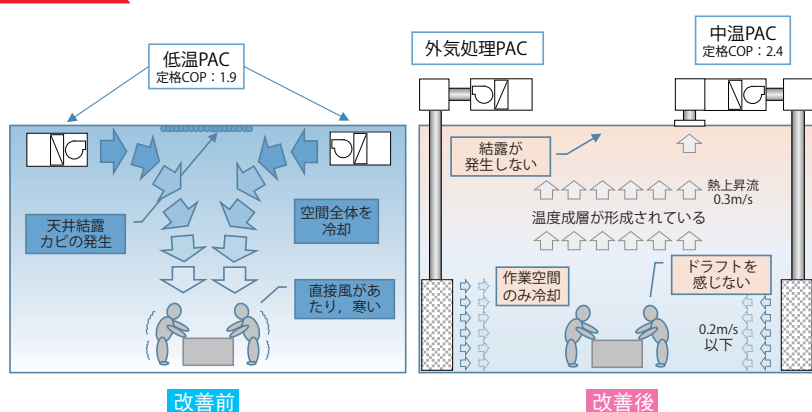 低温PAC
定格COP：1.9
天井結露
カビの発生
空間全体を
冷却
直接風があ
たり，寒い
改善前
外気処理PAC
中温PAC
定格COP：2.4
結露が
発生しない
熱上昇流
0.3m/s
温度成層が形成されている
作業空間
のみ冷却
ドラフトを
感じない
0.2m/s
以下
改善後